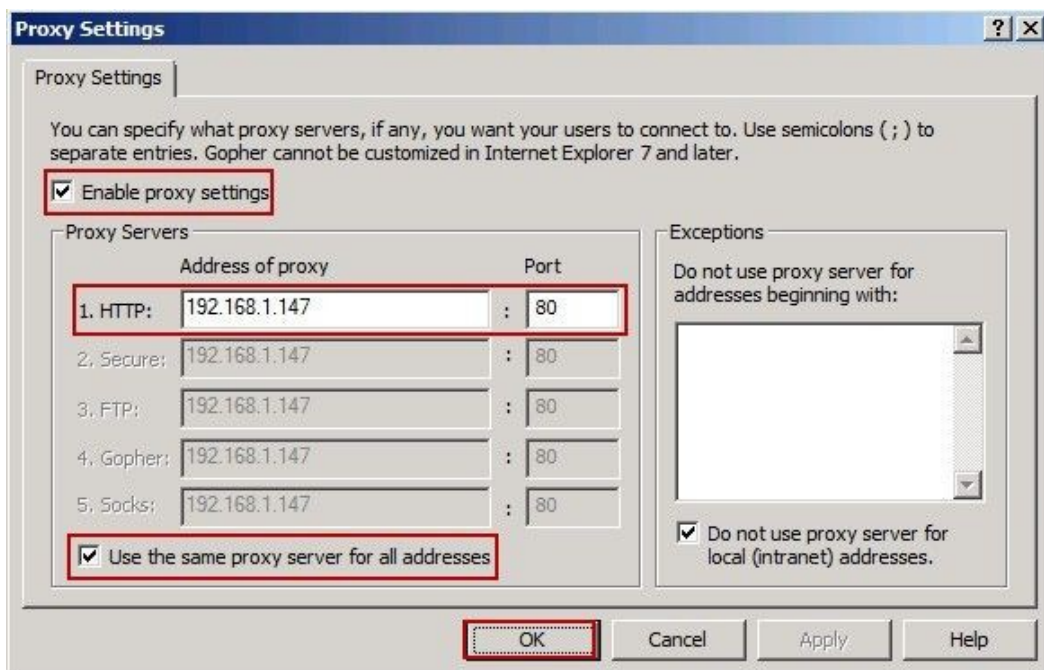 Proxy Settings
Proxy Settings
You can specify what proxy servers, if any, you want your users to connect to. Use semicolons ( ; ) to
separate entries. Gopher cannot be customized in Internet Explorer 7 and later.
Enable proxy settings
Proxy Servers
Address of proxy Port
1. HTTP: 192.168.1.147 : 80
2. Secure: 192.168.1.147 : 80
3. FTP: 192.168.1.147 : 80
4. Gopher: 192.168.1.147 : 80
5. Socks: 192.168.1.147 : 80
Use the same proxy server for all addresses
Exceptions
Do not use proxy server for
addresses beginning with:
Do not use proxy server for
local (intranet) addresses.
OK Cancel Apply Help